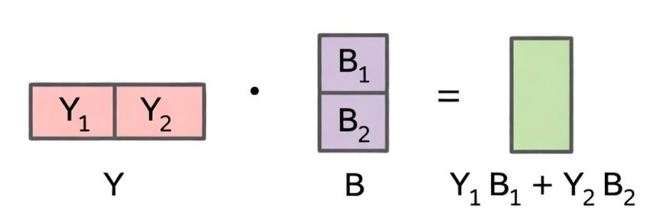 Y₁ Y₂ · B₁ =
B₂
Y B Y₁ B₁ + Y₂ B₂